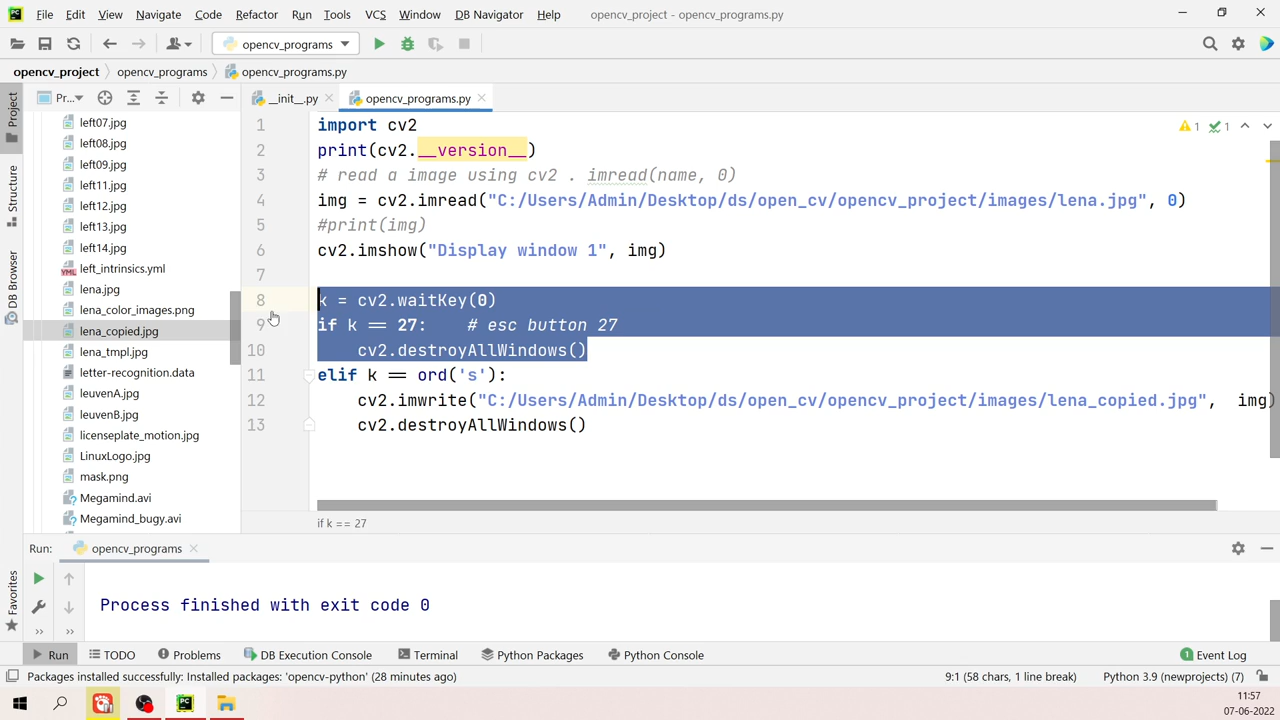 File Edit View Navigate Code Refactor Run Tools VCS Window DB Navigator Help opencv_project - opencv_programs.py
opencv_programs
opencv_project opencv_programs opencv_programs.py
Project
Structure
DB Browser
Favorites
Pr...
__init__.py opencv_programs.py
left07.jpg
left08.jpg
left09.jpg
left11.jpg
left12.jpg
left13.jpg
left14.jpg
left_intrinsics.yml
lena.jpg
lena_color_images.png
lena_copied.jpg
lena_tmpl.jpg
letter-recognition.data
leuvenA.jpg
leuvenB.jpg
licenseplate_motion.jpg
LinuxLogo.jpg
mask.png
Megamind.avi
Megamind_bugy.avi
1 import cv2
2 print(cv2.__version__)
3 # read a image using cv2 . imread(name, 0)
4 img = cv2.imread("C:/Users/Admin/Desktop/ds/open_cv/opencv_project/images/lena.jpg", 0)
5 #print(img)
6 cv2.imshow("Display window 1", img)
7
8 k = cv2.waitKey(0)
9 if k == 27: # esc button 27
10 cv2.destroyAllWindows()
11 elif k == ord('s'):
12 cv2.imwrite("C:/Users/Admin/Desktop/ds/open_cv/opencv_project/images/lena_copied.jpg", img)
13 cv2.destroyAllWindows()
1 1
if k == 27
Run: opencv_programs
Process finished with exit code 0
Run TODO Problems DB Execution Console Terminal Python Packages Python Console 1 Event Log
Packages installed successfully: Installed packages: 'opencv-python' (28 minutes ago) 9:1 (58 chars, 1 line break) Python 3.9 (newprojects) (7)
11:57
07-06-2022